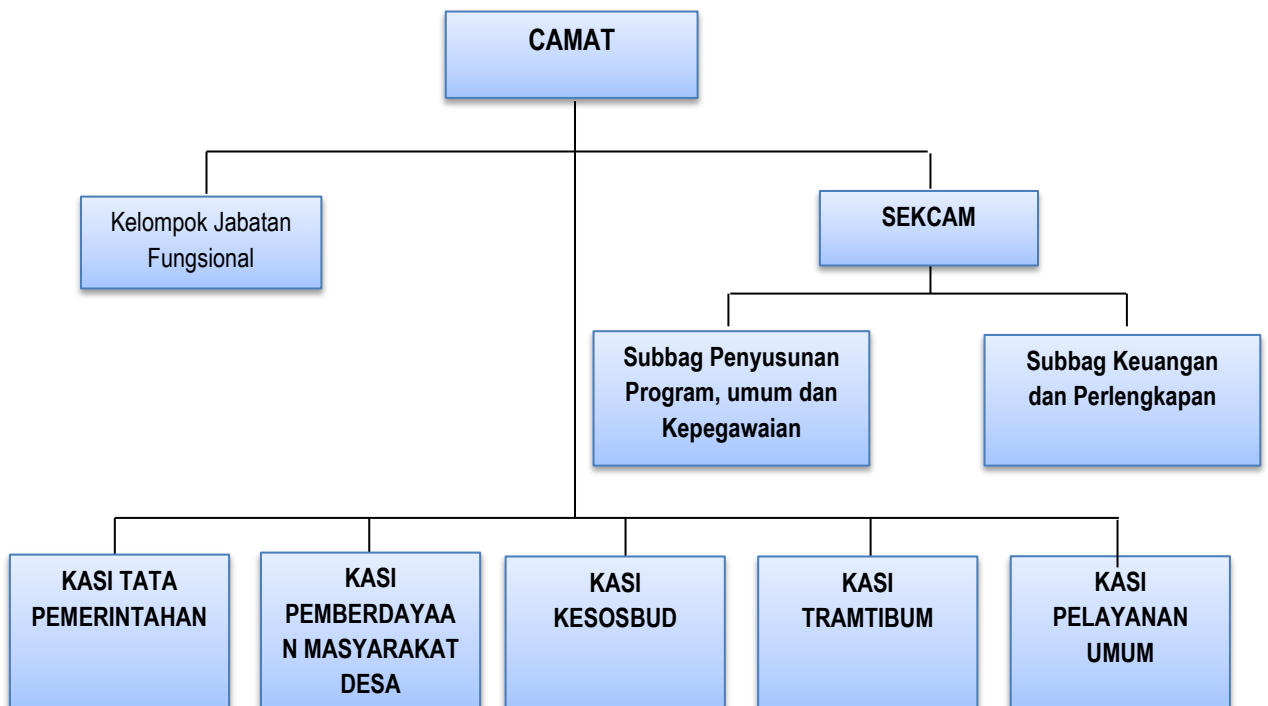 CAMAT
Kelompok Jabatan
Fungsional
SEKCAM
Subbag Penyusunan
Program, umum dan
Kepegawaian
Subbag Keuangan
dan Perlengkapan
KASI TATA
PEMERINTAHAN
KASI
PEMBERDAYAA
N MASYARAKAT
DESA
KASI
KESOSBUD
KASI
TRAMTIBUM
KASI
PELAYANAN
UMUM